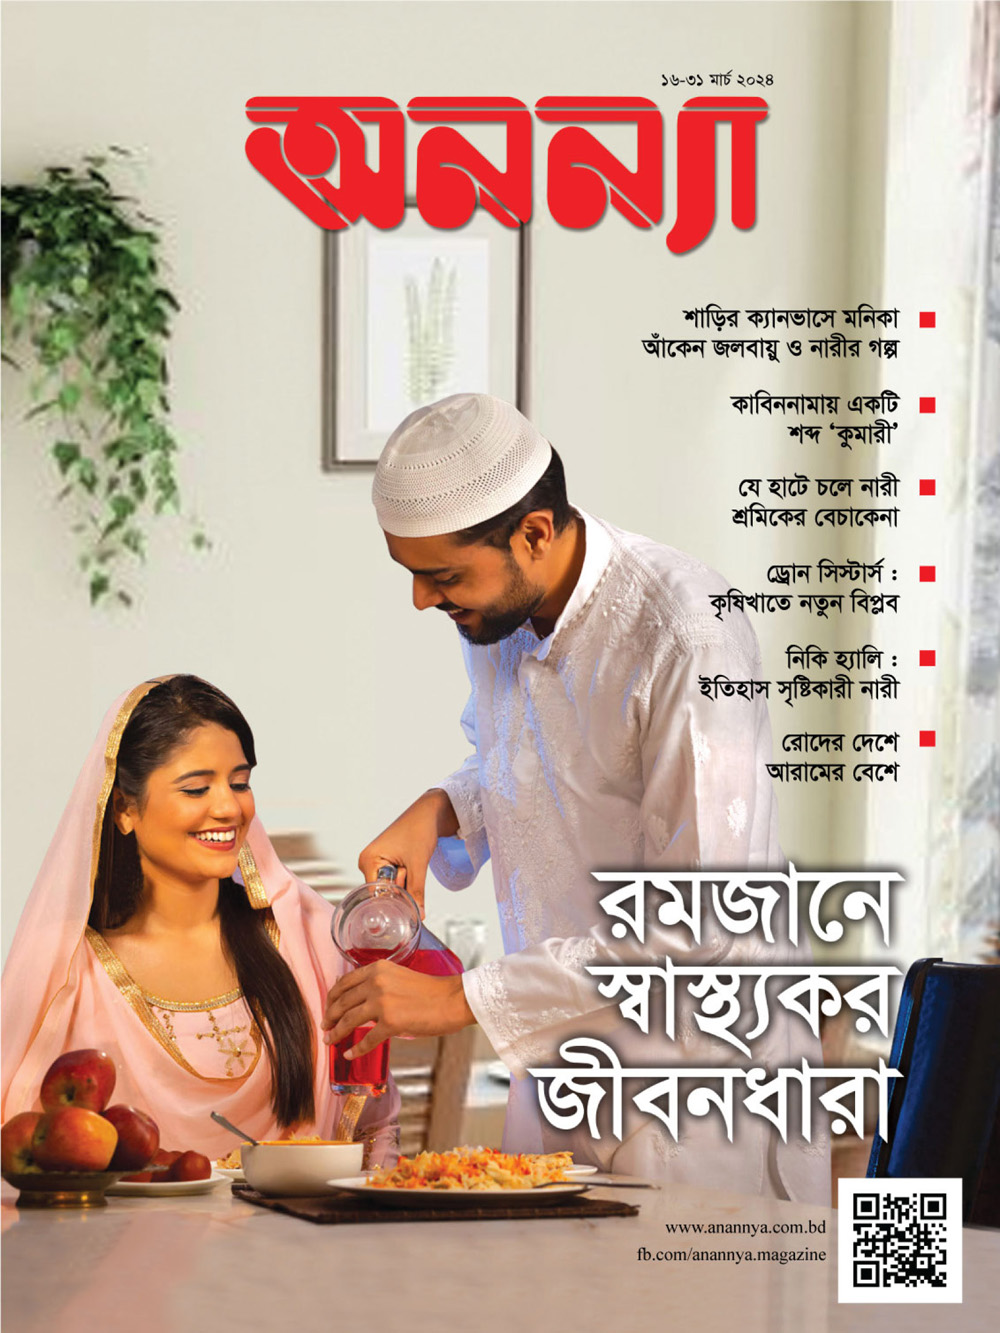 ১৬-৩১ মার্চ ২০২৪
অনন্যা
শাড়ির ক্যানভাসে মনিকা
আঁকেন জলবায়ু ও নারীর গল্প
কাবিননামায় একটি
শব্দ ‘কুমারী’
যে হাটে চলে নারী
শ্রমিকের বেচাকেনা
ড্রোন সিস্টার্স :
কৃষিখাতে নতুন বিপ্লব
নিকি হ্যালি :
ইতিহাস সৃষ্টিকারী নারী
রোদের দেশে
আরামের বেশে
রমজানে
স্বাস্থ্যকর
জীবনধারা
www.anannya.com.bd
fb.com/anannya.magazine